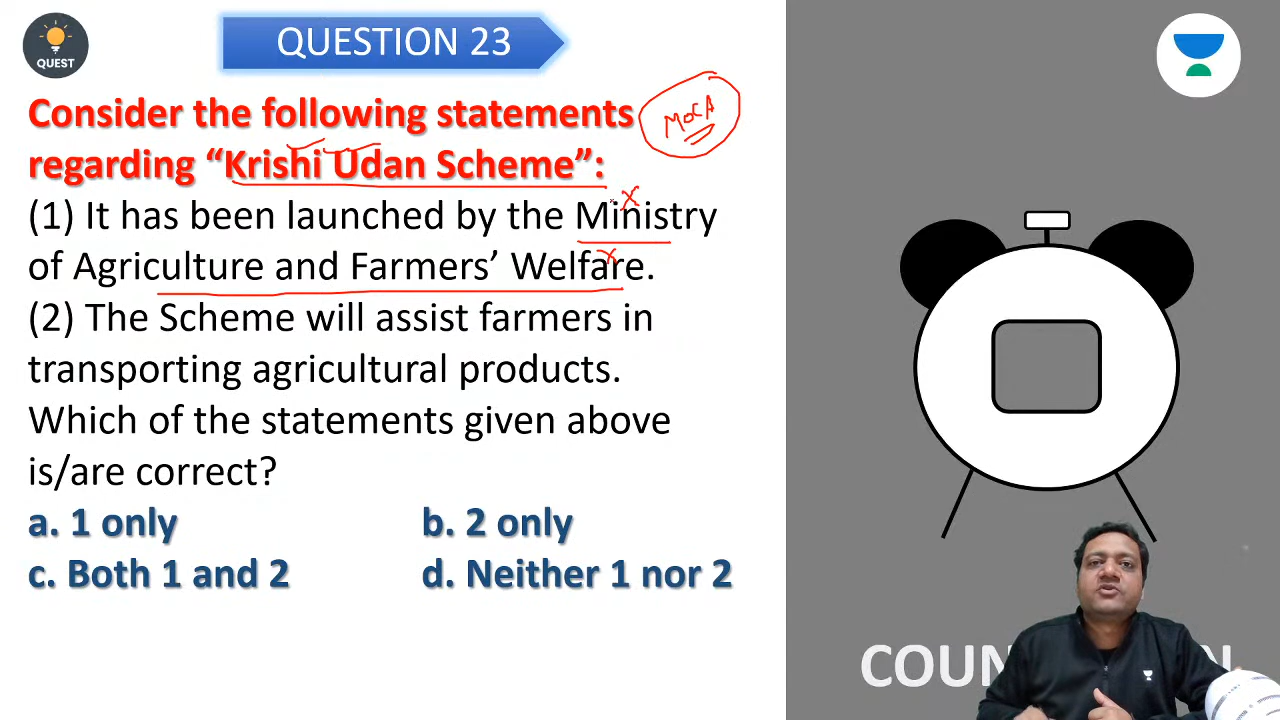 QUEST
QUESTION 23
Consider the following statements
MoCA
regarding “Krishi Udan Scheme”:
(1) It has been launched by the Ministry
of Agriculture and Farmers’ Welfare.
(2) The Scheme will assist farmers in
transporting agricultural products.
Which of the statements given above
is/are correct?
a. 1 only
b. 2 only
c. Both 1 and 2
d. Neither 1 nor 2